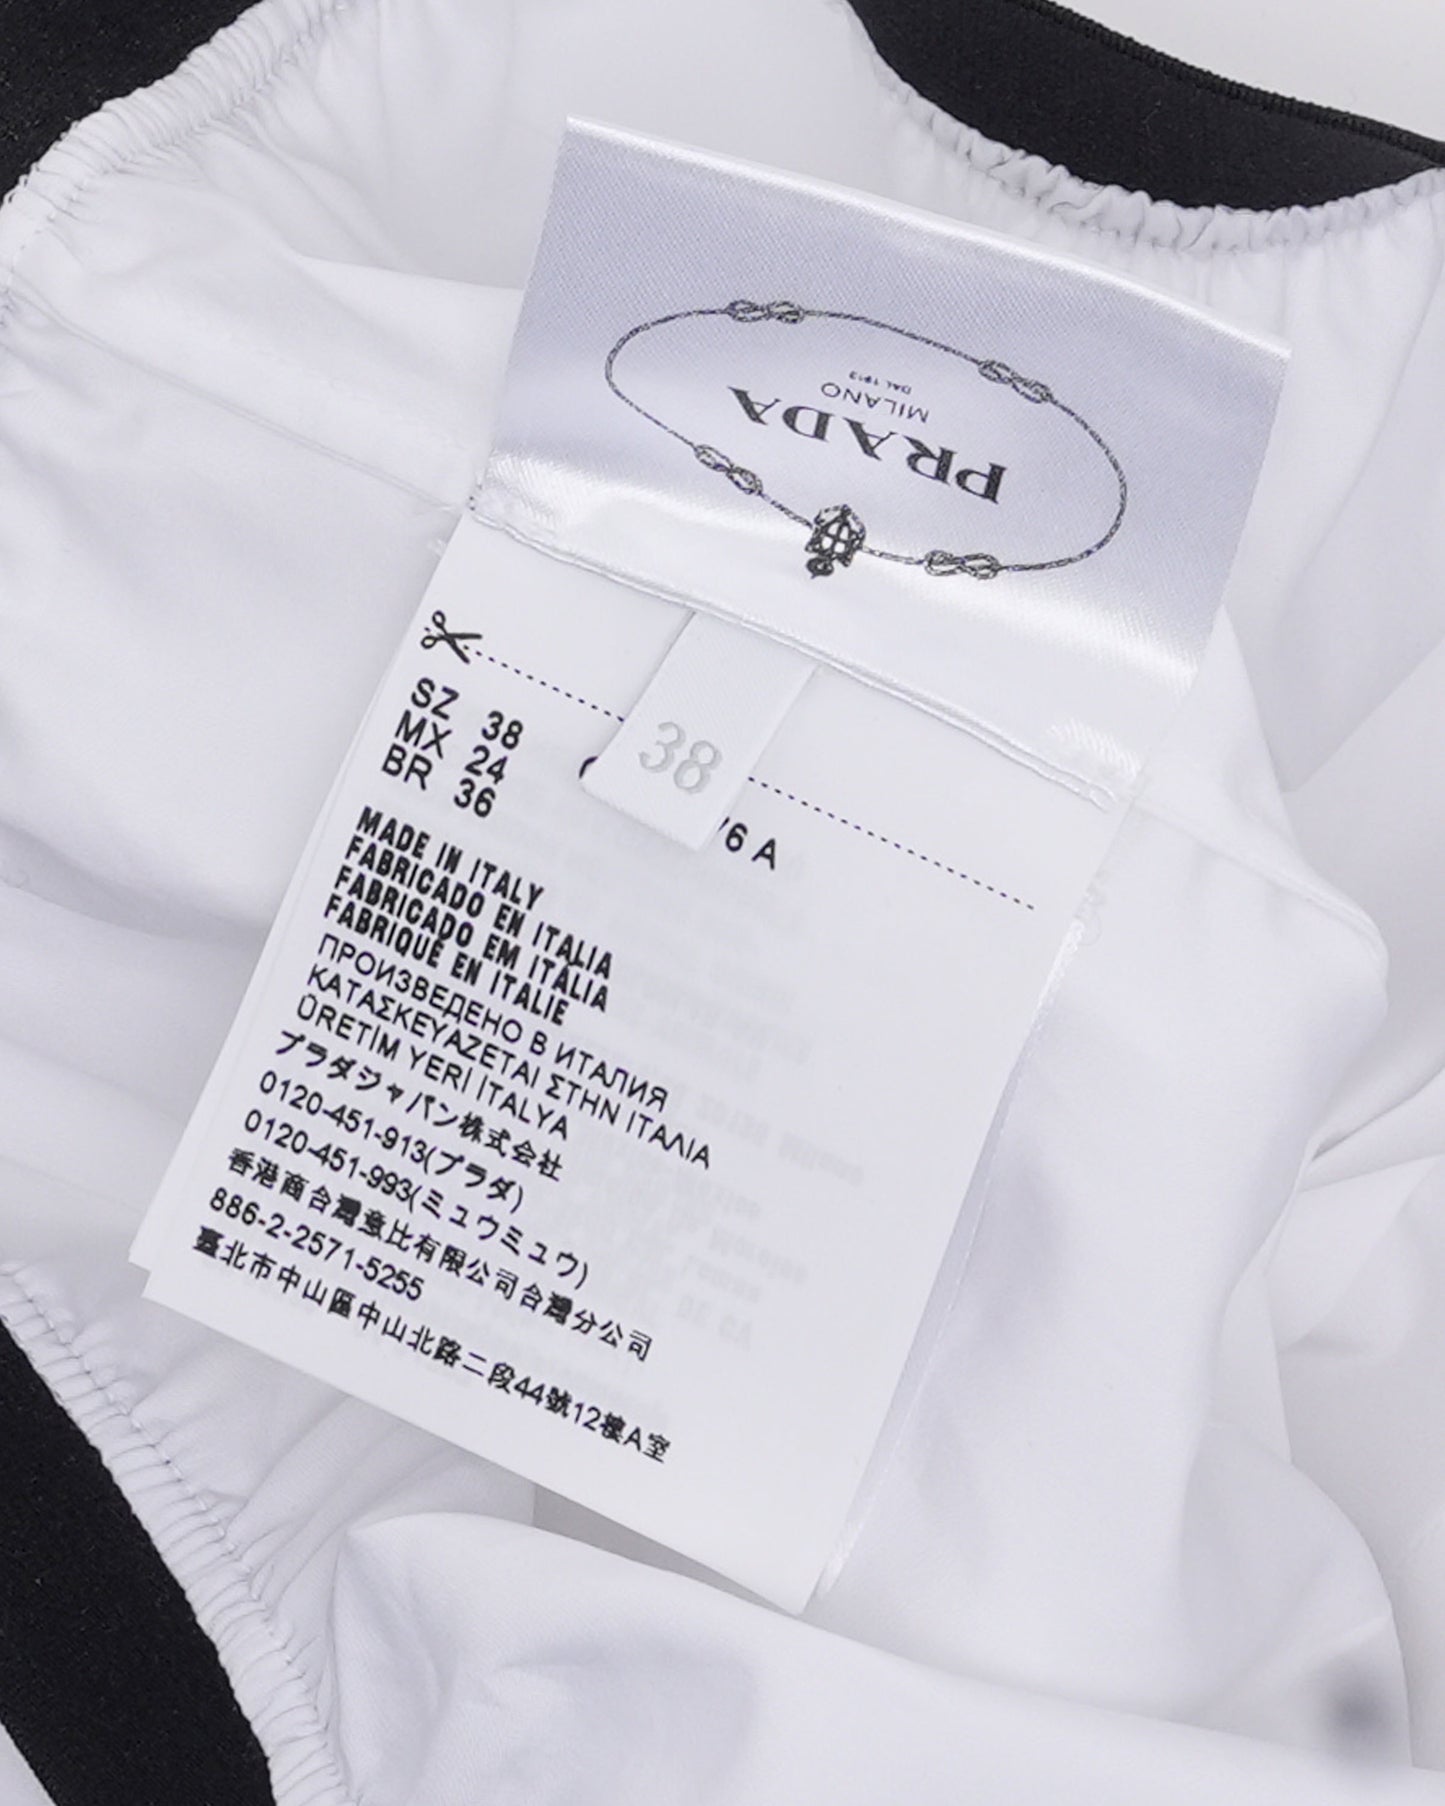 PRADA
MILANO
DAL 1913
38
SZ 38
MX 24
BR 36
6 A
MADE IN ITALY
FABRICADO EN ITALIA
FABRICADO EM ITÁLIA
FABRIQUÉ EN ITALIE
ПРОИЗВЕДЕНО В ИТАЛИЯ
ΚΑΤΑΣΚΕΥΑΖΕΤΑΙ ΣΤΗΝ ΙΤΑΛΙΑ
ÜRETİM YERI ITALYA
プラダジャパン株式会社
0120-451-913(プラダ)
0120-451-993(ミュウミュウ)
香港商台灣意比有限公司台灣分公司
886-2-2571-5255
臺北市中山區中山北路二段44號12樓A室